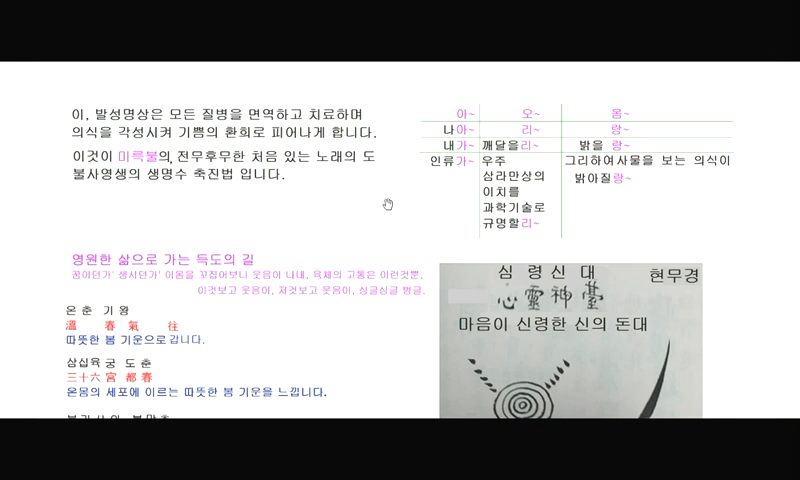 이, 발성명상은 모든 질병을 면역하고 치료하며
의식을 각성시켜 기쁨의 환희로 피어나게 합니다.
이것이 미륵불의, 전무후무한 처음 있는 노래의 도
불사영생의 생명수 축진법 입니다.
아~ 오~ 옴~
나아~ 리~ 랑~
내가~ 깨달을리~ 밝을 랑~
인류가~ 우주 그리하여사물을 보는 의식이
삼라만상의 밝아질랑~
이치를
과학기술로
규명할리~
영원한 삶으로 가는 득도의 길
꿈이던가' 생시던가' 이몸을 꼬집어보니 웃음이 나내, 육체의 고통은 이런것뿐,
이것보고 웃음이, 저것보고 웃음이, 싱글싱글 벙글.
온 춘 기 왕
溫 春 氣 往
따뜻한 봄 기운으로 갑니다.
삼십육 궁 도 춘
三十六 宮 都 春
온몸의 세포에 이르는 따뜻한 봄 기운을 느낍니다.
심 령 신 대 현무경
心 靈 神 臺
마음이 신령한 신의 돈대